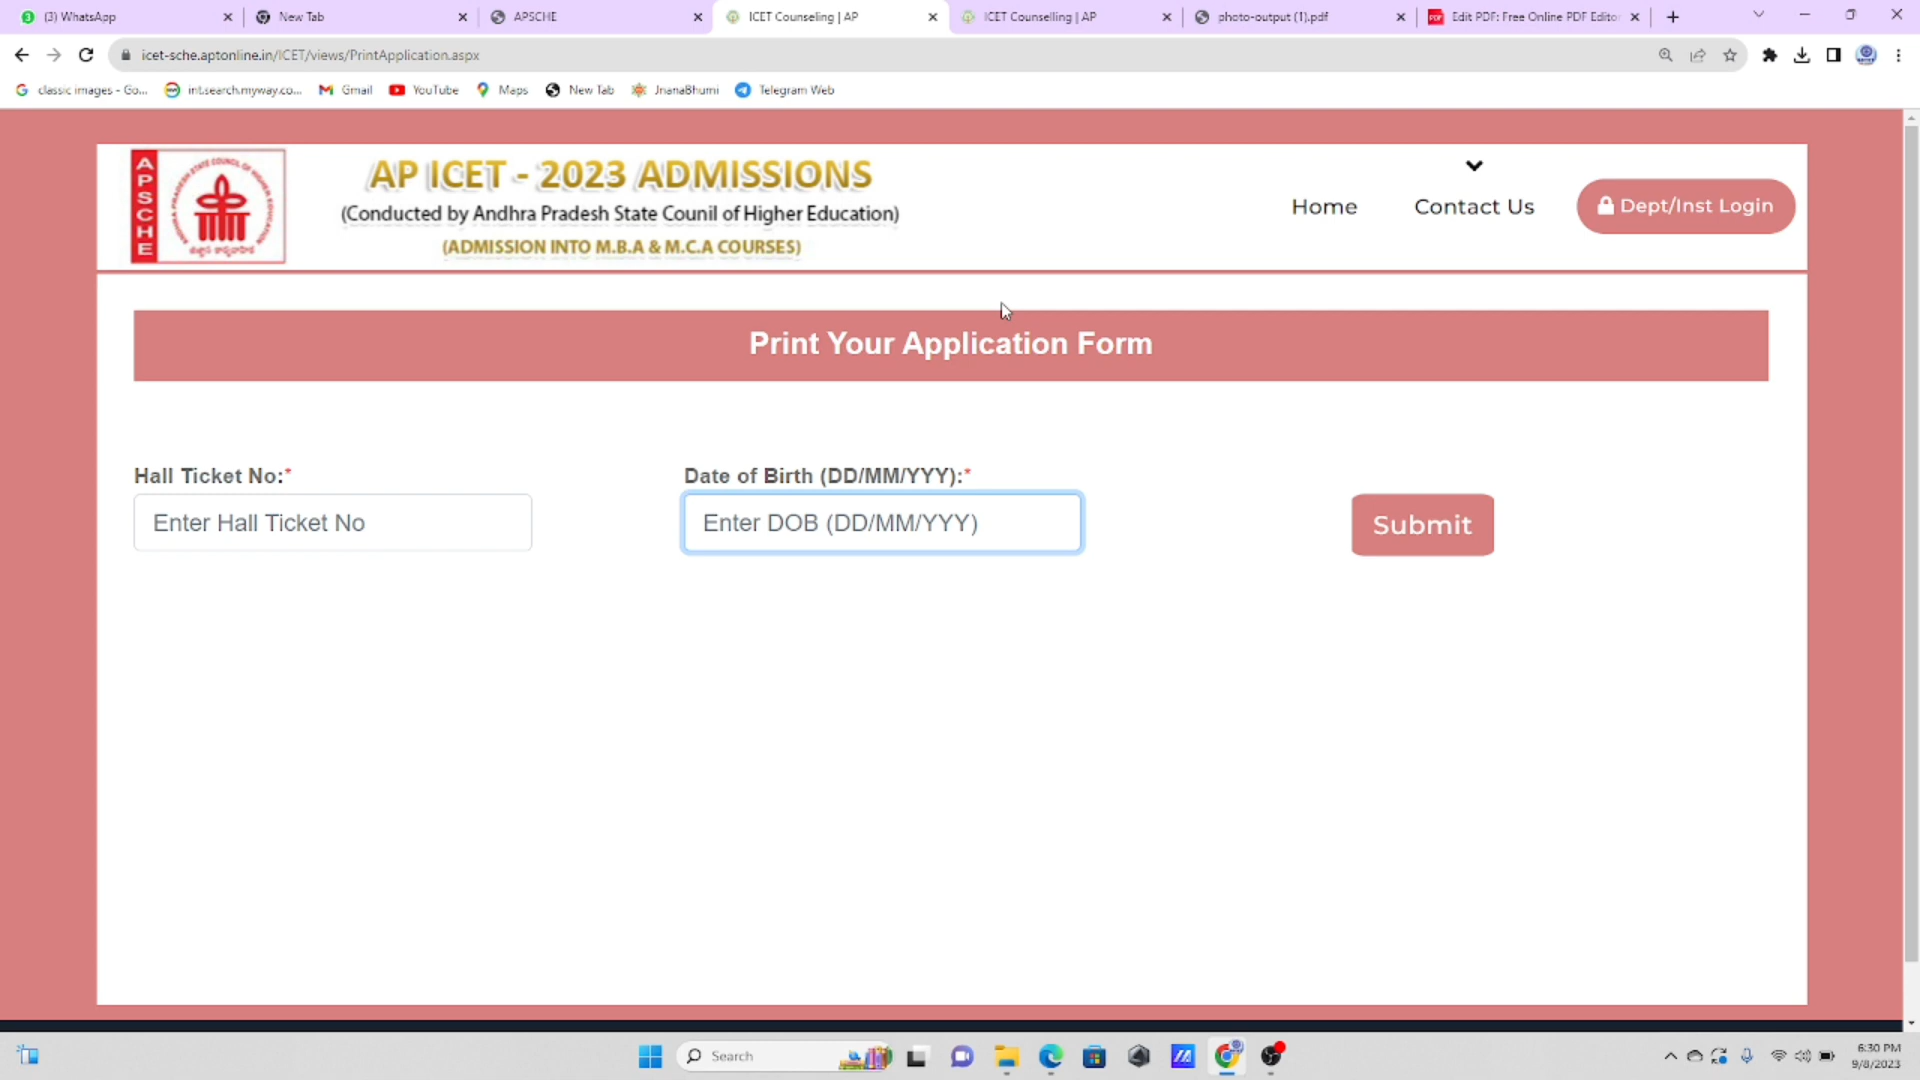 (3) WhatsApp
New Tab
APSCHE
ICET Counseling | AP
ICET Counselling | AP
photo-output (1).pdf
Edit PDF: Free Online PDF Editor
icet-sche.aptonline.in/ICET/views/PrintApplication.aspx
classic images - Go...
int.search.myway.co...
Gmail
YouTube
Maps
New Tab
JnanaBhumi
Telegram Web
APSCHE
AP ICET - 2023 ADMISSIONS
(Conducted by Andhra Pradesh State Counil of Higher Education)
(ADMISSION INTO M.B.A & M.C.A COURSES)
Home
Contact Us
Dept/Inst Login
Print Your Application Form
Hall Ticket No:*
Date of Birth (DD/MM/YYY):*
Enter Hall Ticket No
Enter DOB (DD/MM/YYY)
Submit
Search
6:30 PM
9/8/2023